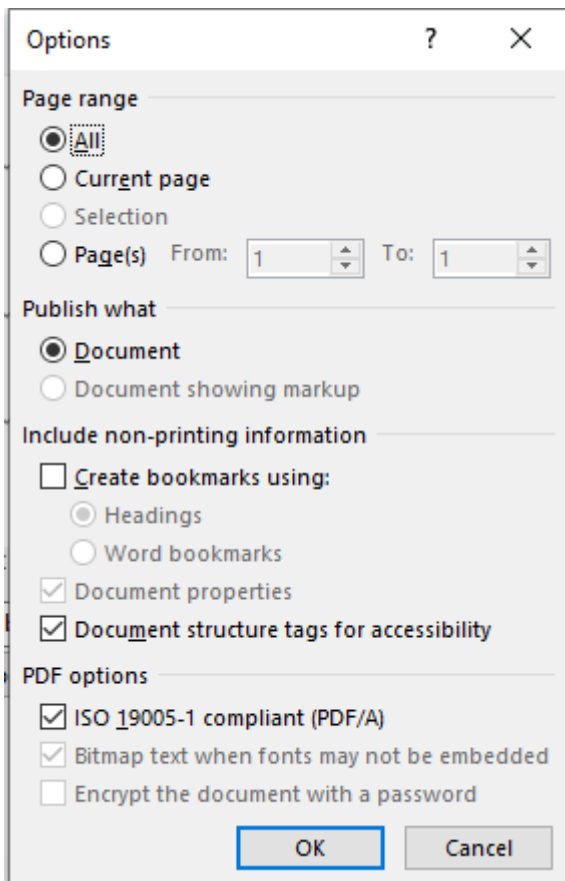 Options ?
Page range
All
Current page
Selection
Page(s) From: 1 To: 1
Publish what
Document
Document showing markup
Include non-printing information
Create bookmarks using:
Headings
Word bookmarks
Document properties
Document structure tags for accessibility
PDF options
ISO 19005-1 compliant (PDF/A)
Bitmap text when fonts may not be embedded
Encrypt the document with a password
OK Cancel